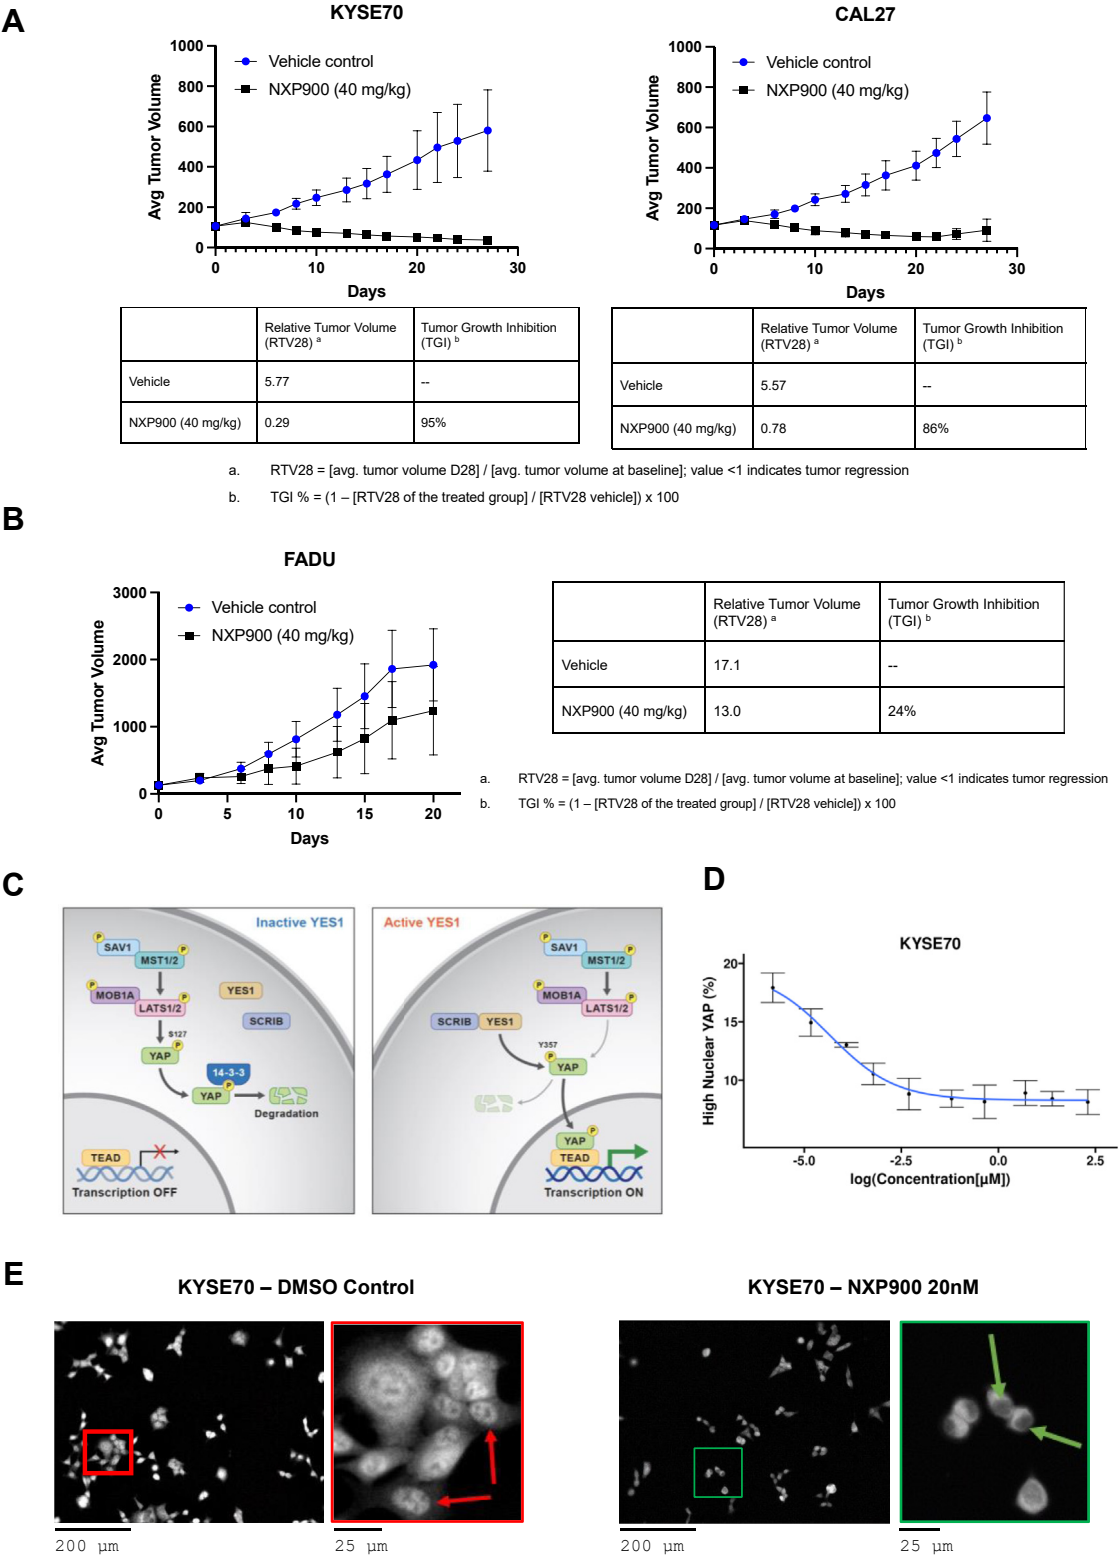 A
KYSE70
1000
800
600
400
200
0
Avg Tumor Volume
Vehicle control
NXP900 (40 mg/kg)
0
10
20
30
Days
CAL27
1000
800
600
400
200
0
Avg Tumor Volume
Vehicle control
NXP900 (40 mg/kg)
0
10
20
30
Days
Relative Tumor Volume
(RTV28) a
Tumor Growth Inhibition
(TGI) b
Vehicle
5.77
--
NXP900 (40 mg/kg)
0.29
95%
Relative Tumor Volume
(RTV28) a
Tumor Growth Inhibition
(TGI) b
Vehicle
5.57
--
NXP900 (40 mg/kg)
0.78
86%
a. RTV28 = [avg. tumor volume D28] / [avg. tumor volume at baseline]; value <1 indicates tumor regression
b. TGI % = (1 – [RTV28 of the treated group] / [RTV28 vehicle]) x 100
B
FADU
3000
2000
1000
0
Avg Tumor Volume
Vehicle control
NXP900 (40 mg/kg)
0
5
10
15
20
Days
Relative Tumor Volume
(RTV28) a
Tumor Growth Inhibition
(TGI) b
Vehicle
17.1
--
NXP900 (40 mg/kg)
13.0
24%
a. RTV28 = [avg. tumor volume D28] / [avg. tumor volume at baseline]; value <1 indicates tumor regression
b. TGI % = (1 – [RTV28 of the treated group] / [RTV28 vehicle]) x 100
C
Inactive YES1
P
SAV1
P
MST1/2
P
MOB1A
P
LATS1/2
YES1
SCRIB
S127
P
YAP
14-3-3
P
YAP
Degradation
TEAD
Transcription OFF
Active YES1
P
SAV1
P
MST1/2
P
MOB1A
P
LATS1/2
SCRIB
YES1
Y357
P
YAP
YAP
P
TEAD
Transcription ON
D
KYSE70
20
15
10
High Nuclear YAP (%)
-5.0
-2.5
0.0
2.5
log(Concentration[µM])
E
KYSE70 – DMSO Control
200 µm
25 µm
KYSE70 – NXP900 20nM
200 µm
25 µm